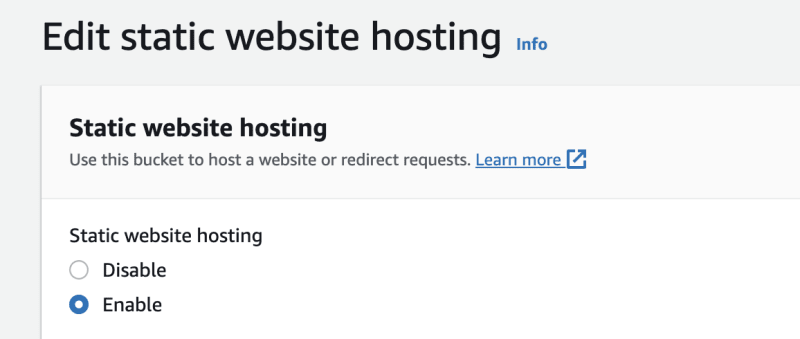 Edit static website hosting Info
Static website hosting
Use this bucket to host a website or redirect requests. Learn more
Static website hosting
Disable
Enable